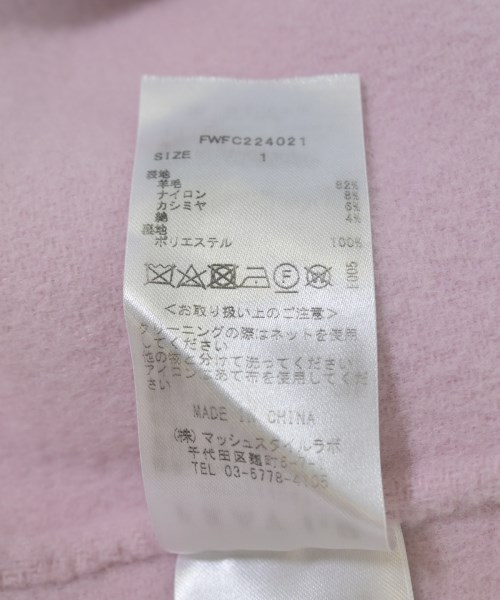 FWFC224021
SIZE 1
表地
羊毛 82%
ナイロン 8%
カシミヤ 6%
綿 4%
裏地
ポリエステル 100%
F W 1005
<お取り扱い上のご注意>
クリーニングの際はネットを使用
してください
他の物と分けて洗ってください
アイロンはあて布を使用してくだ
さい
MADE IN CHINA
(株)マッシュスタイルラボ
千代田区麹町
TEL 03-6778-4105